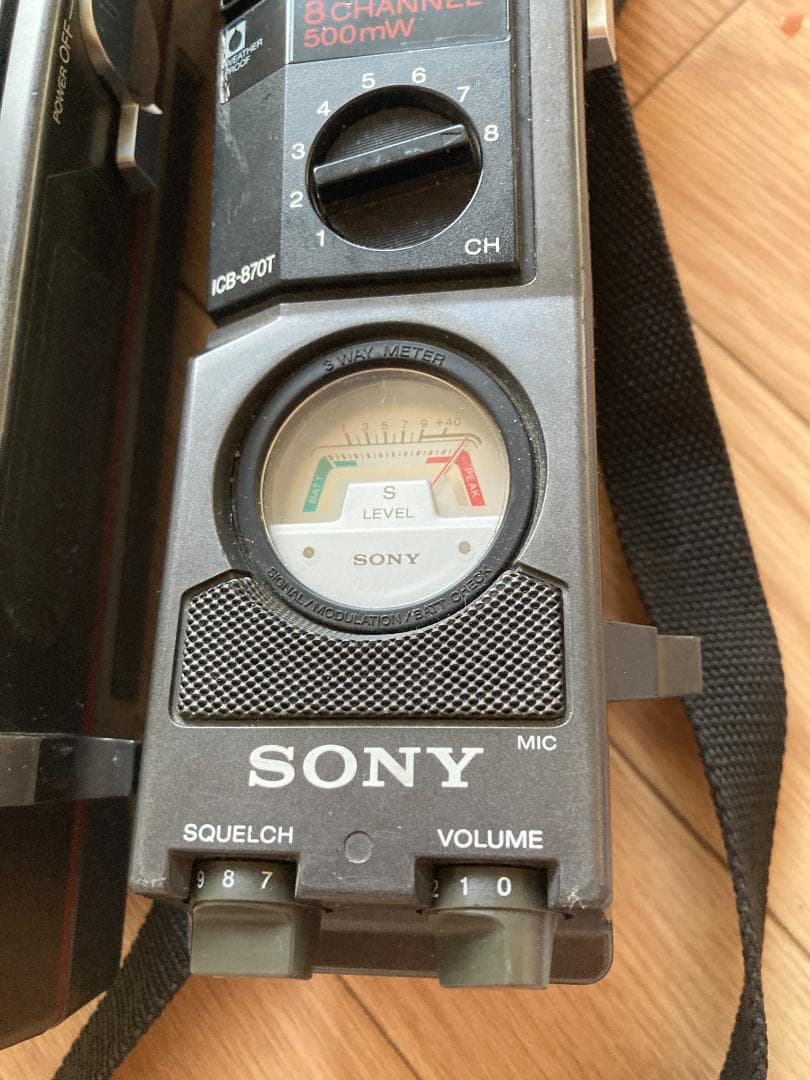 POWER OFF
WEATHER
PROOF
8 CHANNEL
500mW
1 2 3 4 5 6 7 8
CH
ICB-870T
3 WAY METER
1 3 5 7 9 +40
BATT
PEAK
S
LEVEL
SONY
SIGNAL/MODULATION/BATT CHECK
MIC
SONY
SQUELCH
VOLUME
9 8 7
2 1 0